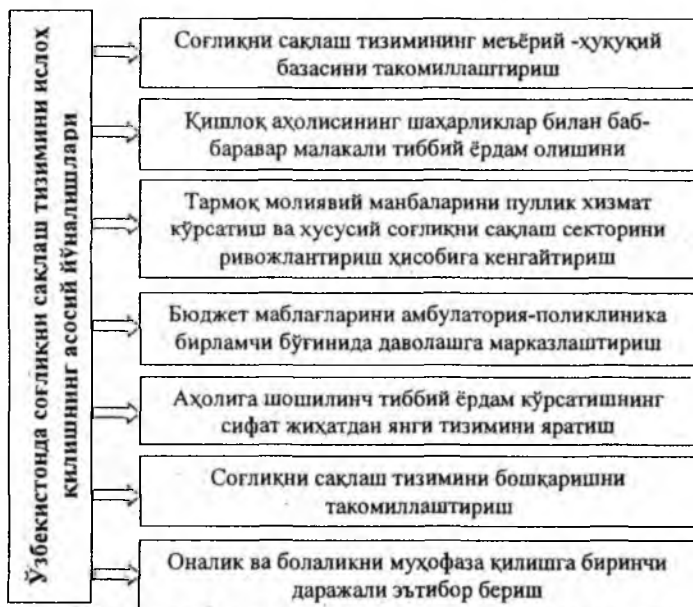 Ўзбекистонда соғлиқни сақлаш тизимини ислоҳ
қилишнинг асосий йўналишлари
Соғлиқни сақлаш тизимининг меъёрий -ҳуқуқий
базасини такомиллаштириш
Қишлоқ аҳолисининг шаҳарликлар билан баб-
баравар малакали тиббий ёрдам олишини
Тармоқ молиявий манбаларини пуллик хизмат
кўрсатиш ва хусусий соғлиқни сақлаш секторини
ривожлантириш ҳисобига кенгайтириш
Бюджет маблағларини амбулатория-поликлиника
бирламчи бўғинида даволашга марказлаштириш
Аҳолига шошилинч тиббий ёрдам кўрсатишнинг
сифат жиҳатдан янги тизимини яратиш
Соғлиқни сақлаш тизимини бошқаришни
такомиллаштириш
Оналик ва болаликни муҳофаза қилишга биринчи
даражали эътибор бериш